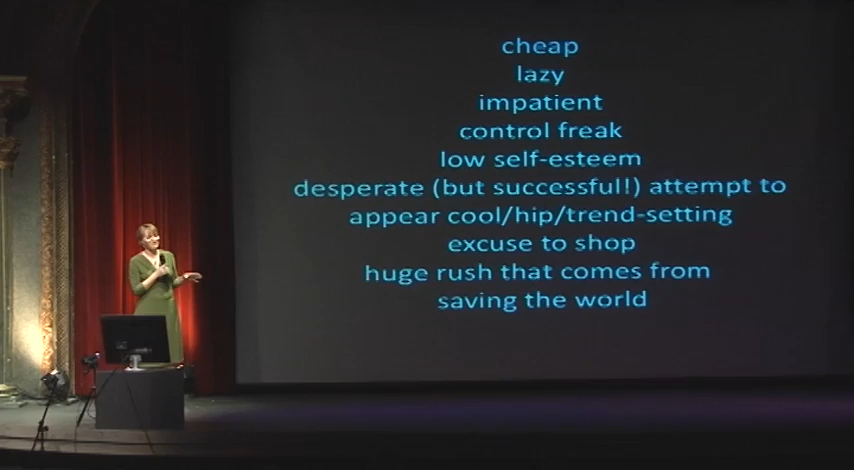 cheap
lazy
impatient
control freak
low self-esteem
desperate (but successful!) attempt to
appear cool/hip/trend-setting
excuse to shop
huge rush that comes from
saving the world